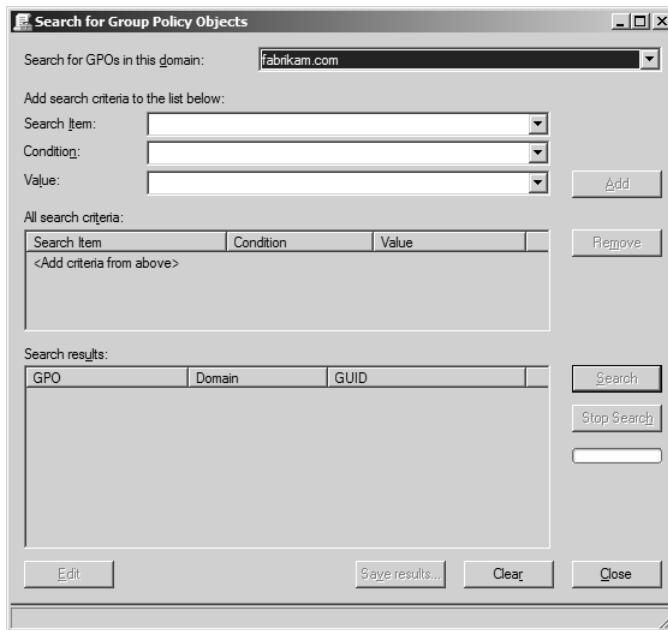 Search for Group Policy Objects
Search for GPOs in this domain: fabrikam.com
Add search criteria to the list below:
Search Item:
Condition:
Value:
Add
All search criteria:
Search Item Condition Value
Remove
<Add criteria from above>
Search results:
GPO Domain GUID
Search
Stop Search
Edit Save results... Clear Close